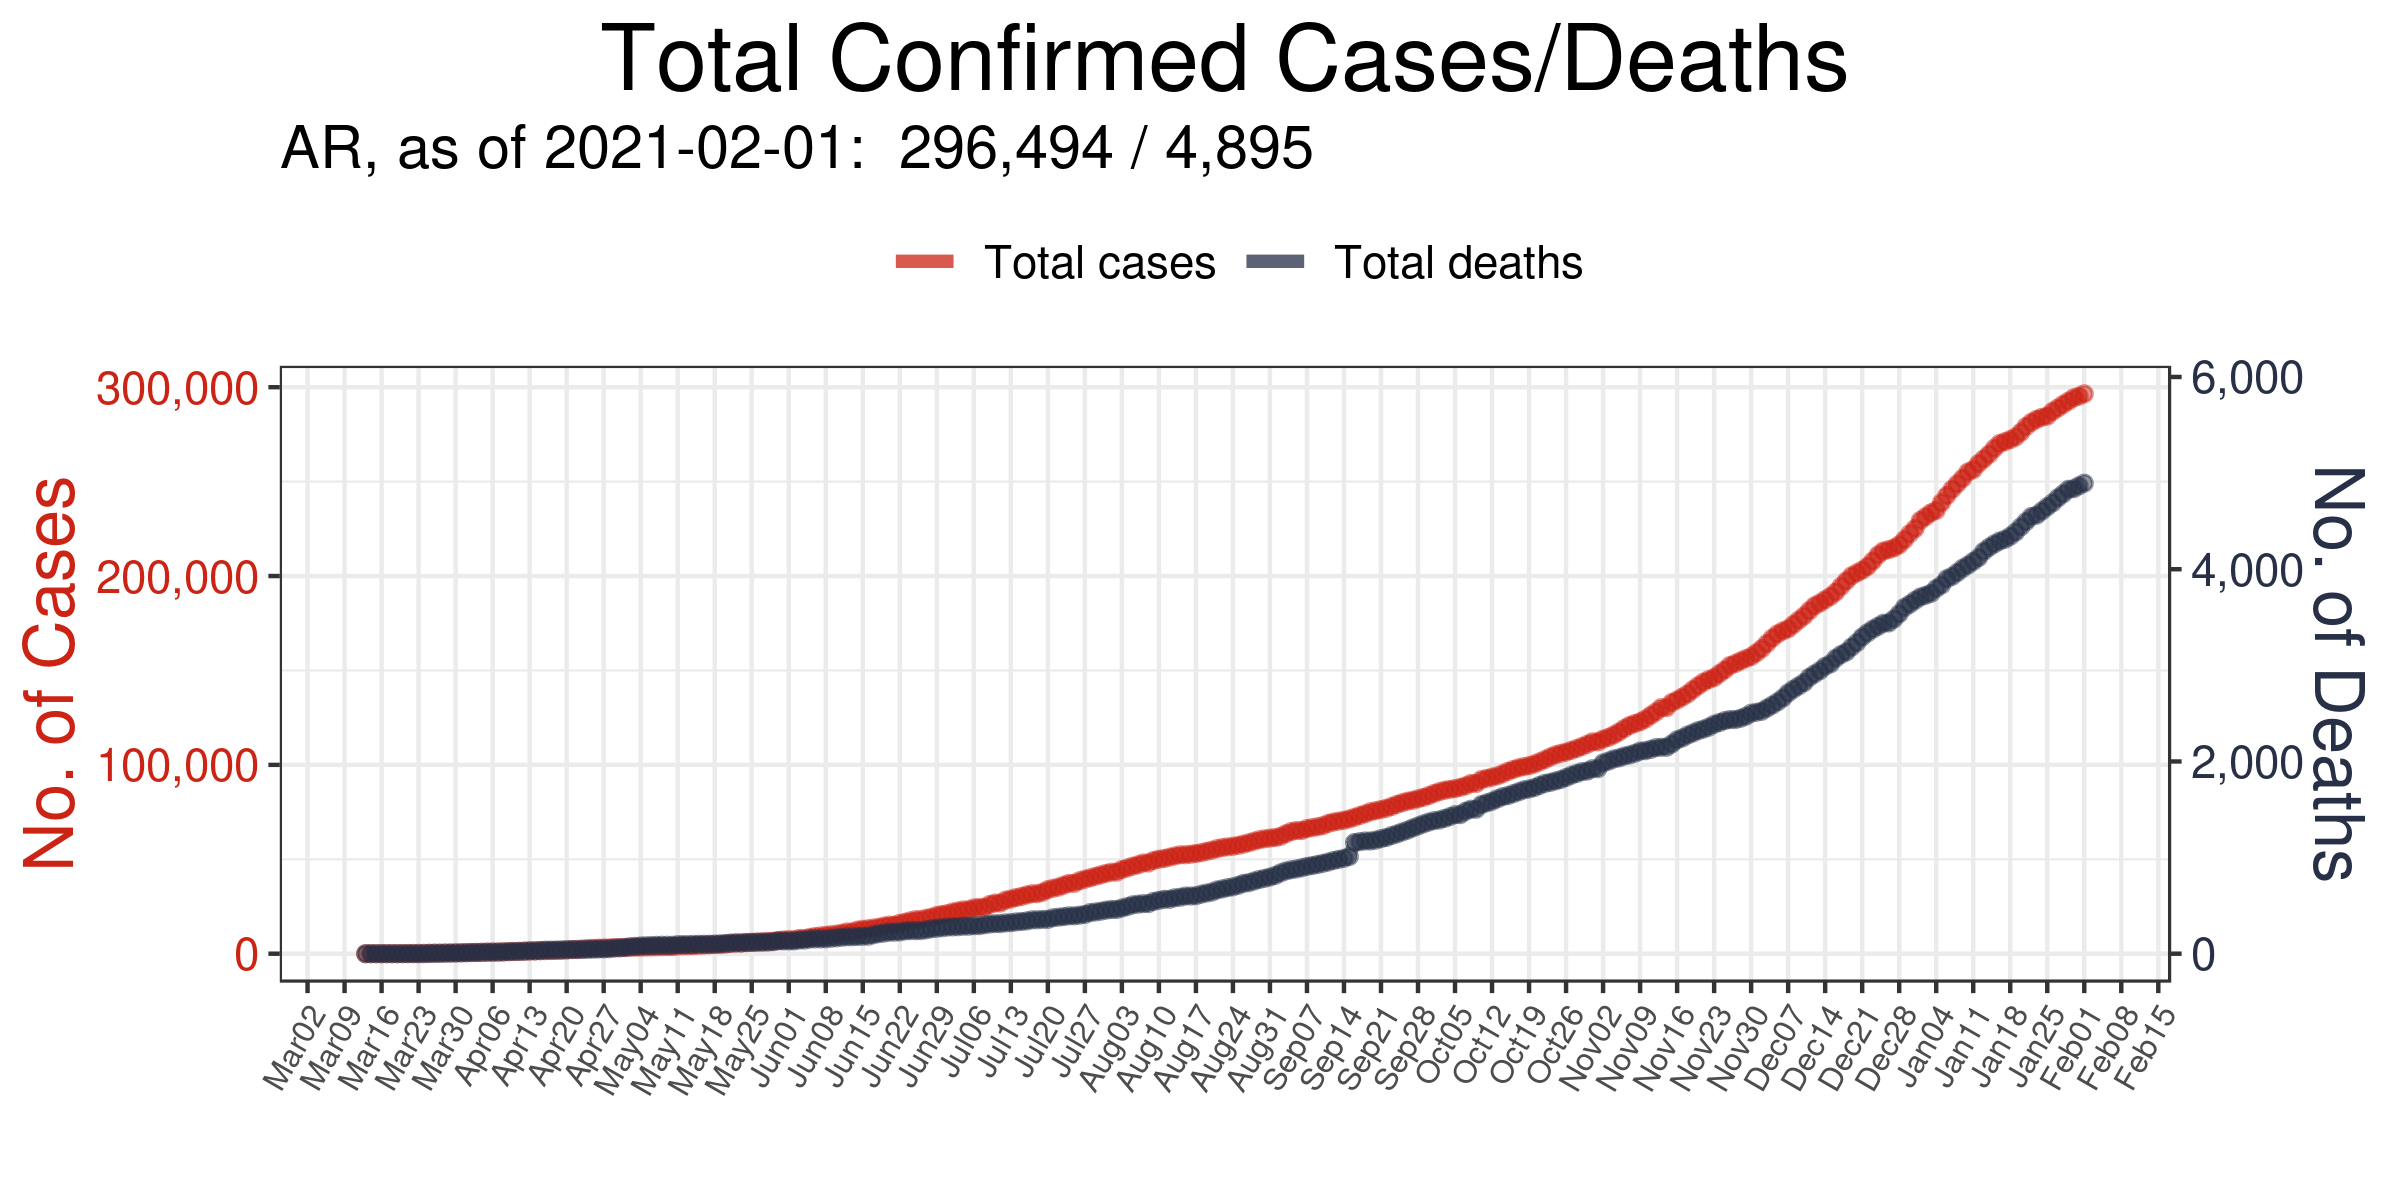 Total Confirmed Cases/Deaths
AR, as of 2021-02-01:  296,494 / 4,895
Total cases
Total deaths
No. of Cases
300,000
200,000
100,000
0
6,000
4,000
2,000
0
No. of Deaths
Mar02
Mar09
Mar16
Mar23
Mar30
Apr06
Apr13
Apr20
Apr27
May04
May11
May18
May25
Jun01
Jun08
Jun15
Jun22
Jun29
Jul06
Jul13
Jul20
Jul27
Aug03
Aug10
Aug17
Aug24
Aug31
Sep07
Sep14
Sep21
Sep28
Oct05
Oct12
Oct19
Oct26
Nov02
Nov09
Nov16
Nov23
Nov30
Dec07
Dec14
Dec21
Dec28
Jan04
Jan11
Jan18
Jan25
Feb01
Feb08
Feb15